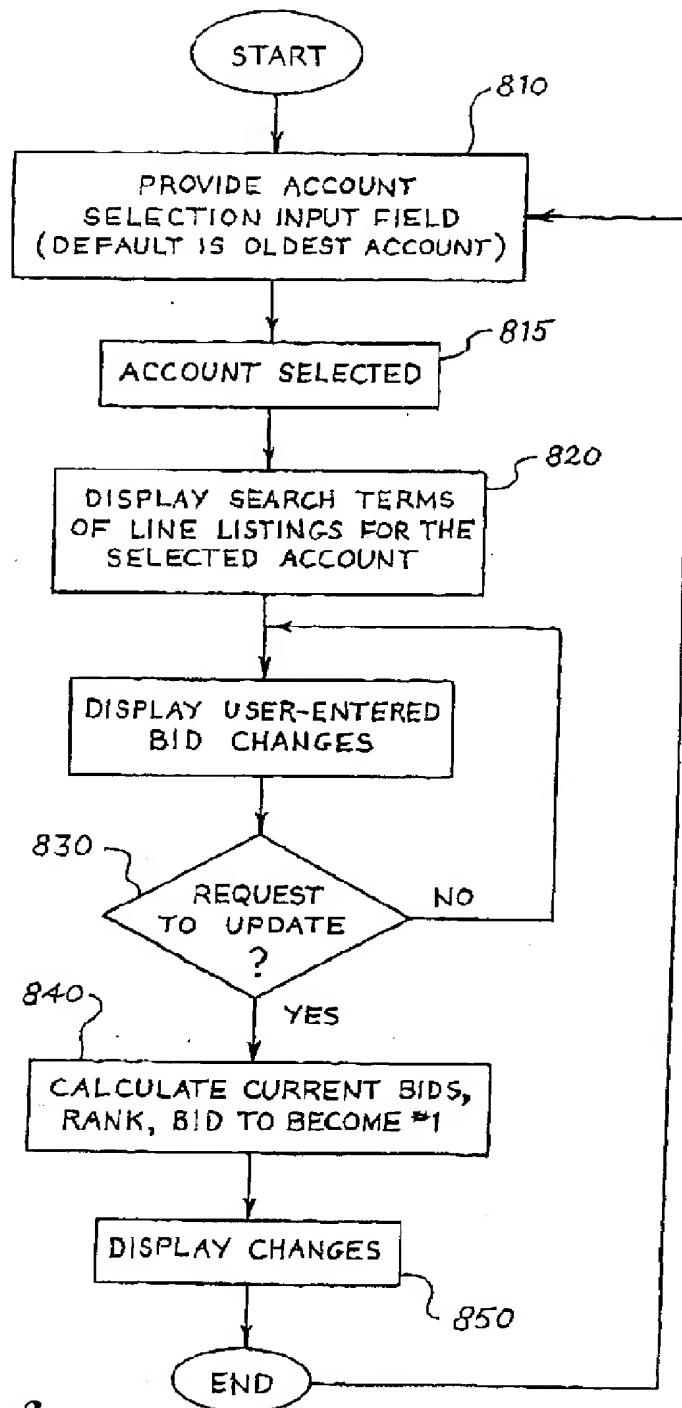 START
810
PROVIDE ACCOUNT
SELECTION INPUT FIELD
(DEFAULT IS OLDEST ACCOUNT)
815
ACCOUNT SELECTED
820
DISPLAY SEARCH TERMS
OF LINE LISTINGS FOR THE
SELECTED ACCOUNT
DISPLAY USER-ENTERED
BID CHANGES
830
REQUEST
TO UPDATE
?
NO
YES
840
CALCULATE CURRENT BIDS,
RANK, BID TO BECOME #1
DISPLAY CHANGES
850
END